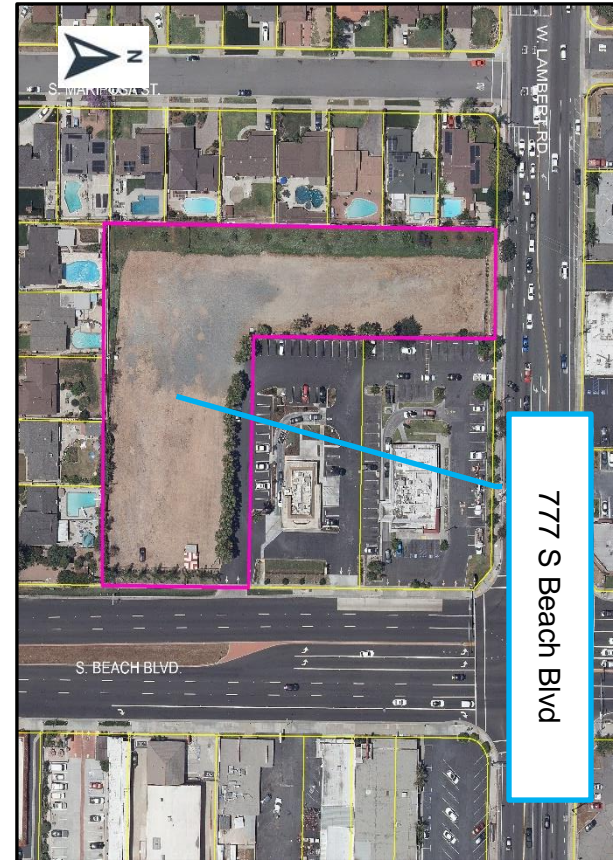 N
S. MARIPOSA ST.
W. LAMBERT RD.
777 S Beach Blvd
S. BEACH BLVD.